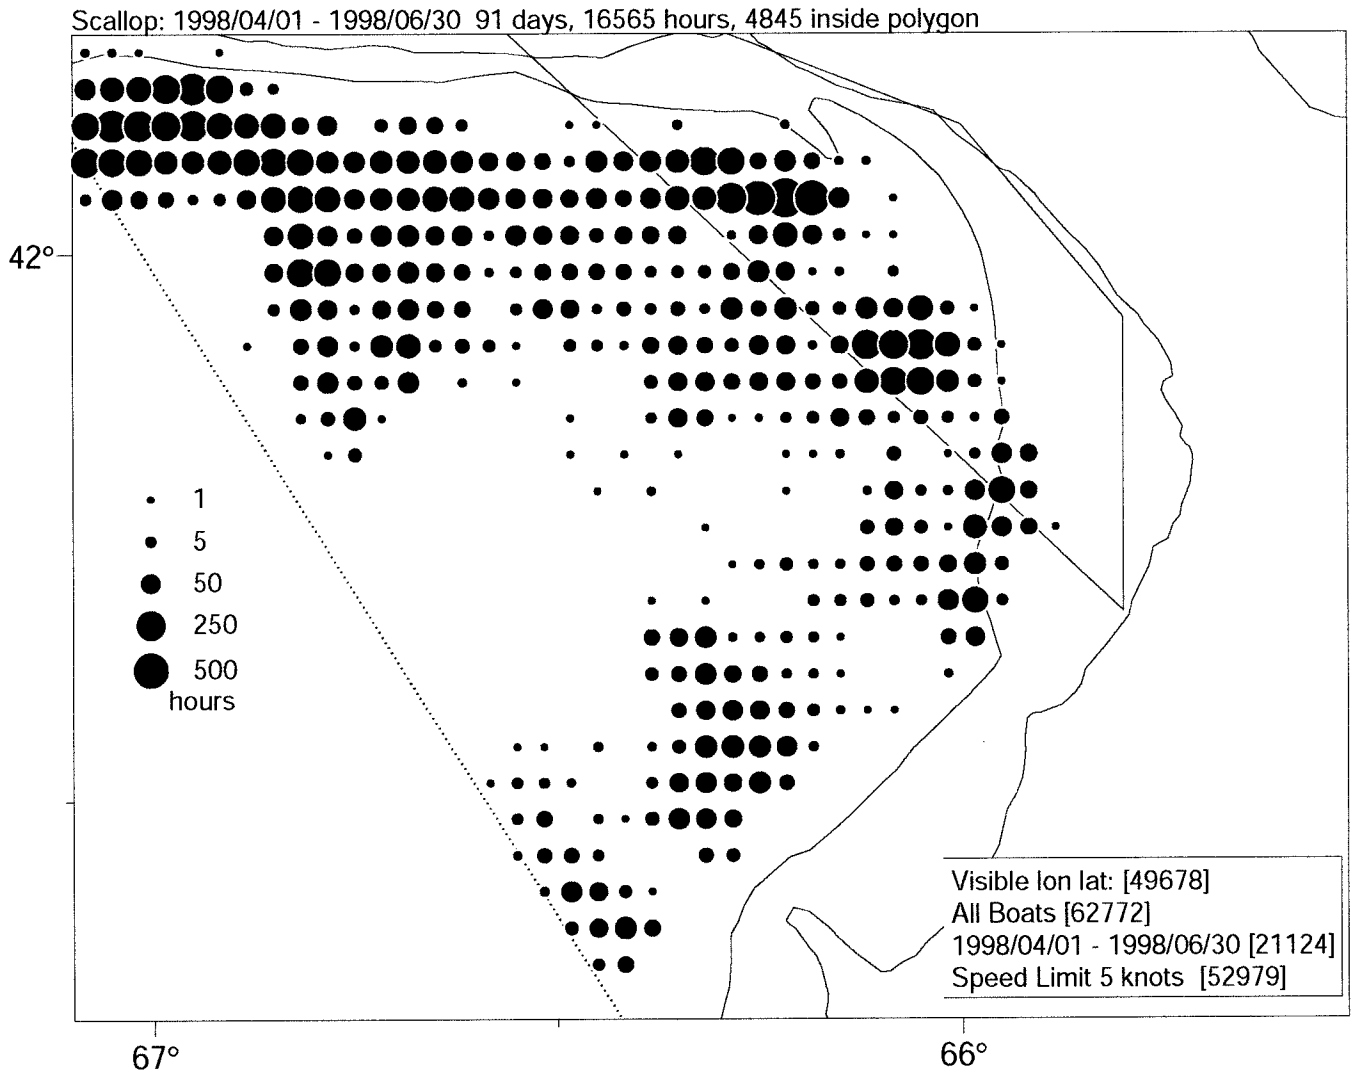 Scallop: 1998/04/01 - 1998/06/30 91 days, 16565 hours, 4845 inside polygon
42°
1
5
50
250
500
hours
Visible lon lat: [49678]
All Boats [62772]
1998/04/01 - 1998/06/30 [21124]
Speed Limit 5 knots [52979]
67°
66°